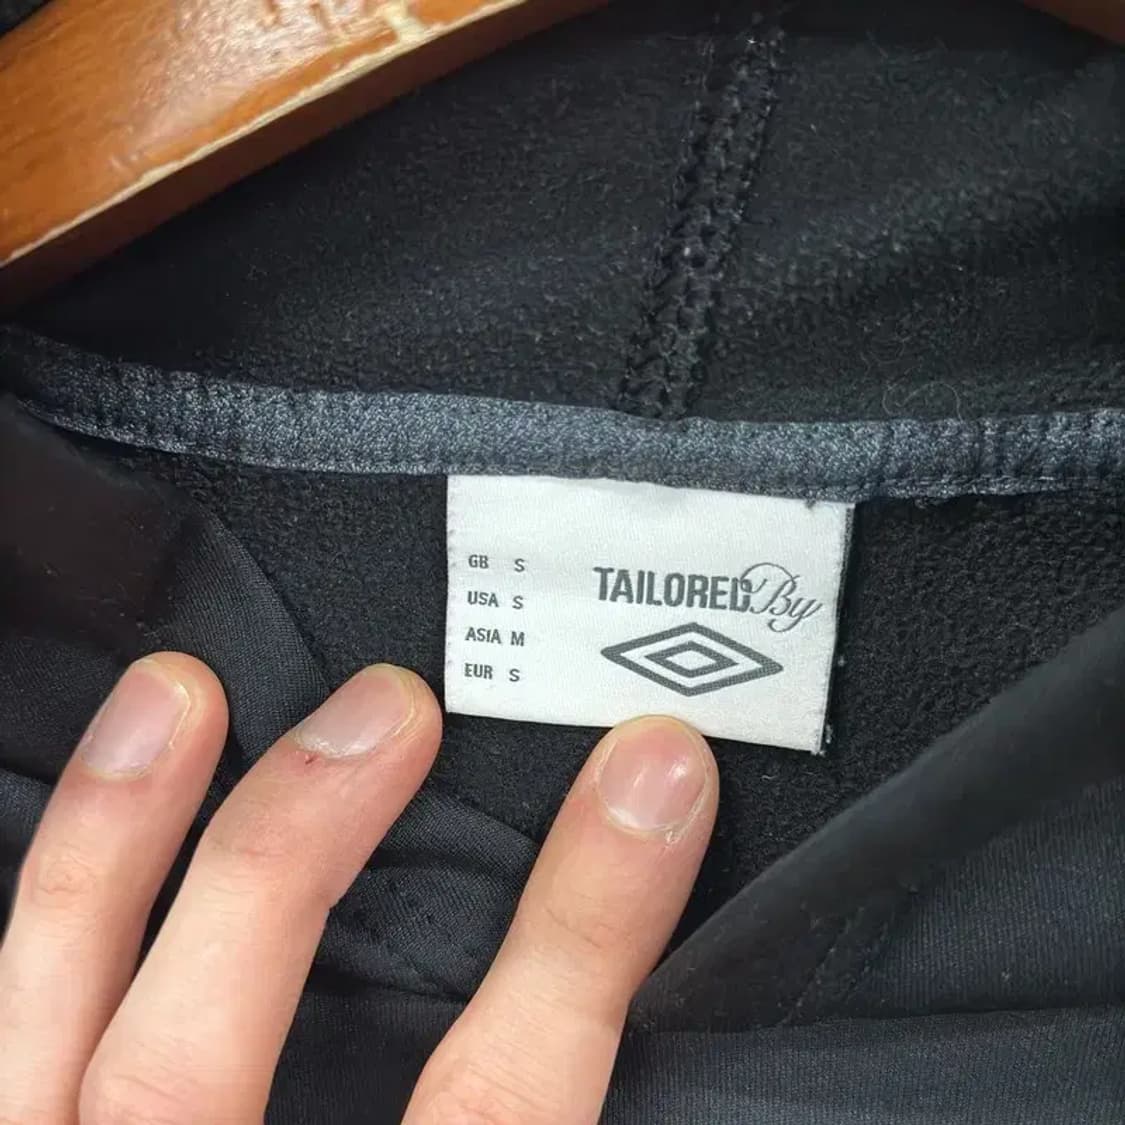 GB S
USA S
ASIA M
EUR S
TAILORED By